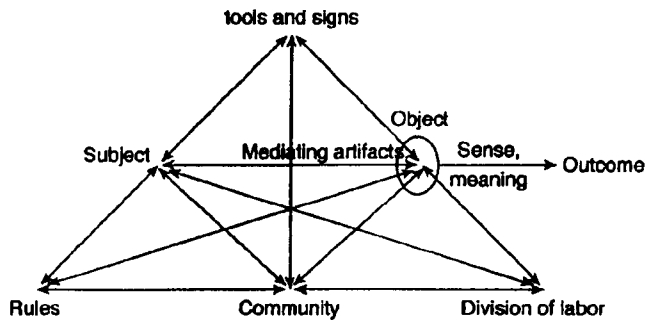 tools and signs
Object
Subject
Mediating artifacts
Sense,
meaning
Outcome
Rules
Community
Division of labor